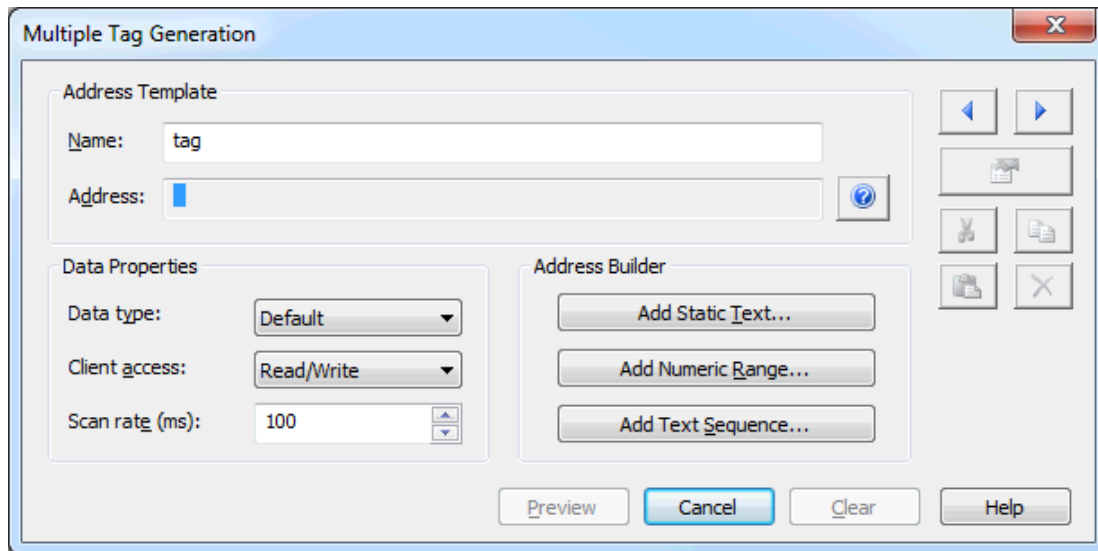 Multiple Tag Generation
Address Template
Name: tag
Address:
Data Properties
Data type: Default
Client access: Read/Write
Scan rate (ms): 100
Address Builder
Add Static Text...
Add Numeric Range...
Add Text Sequence...
Preview Cancel Clear Help